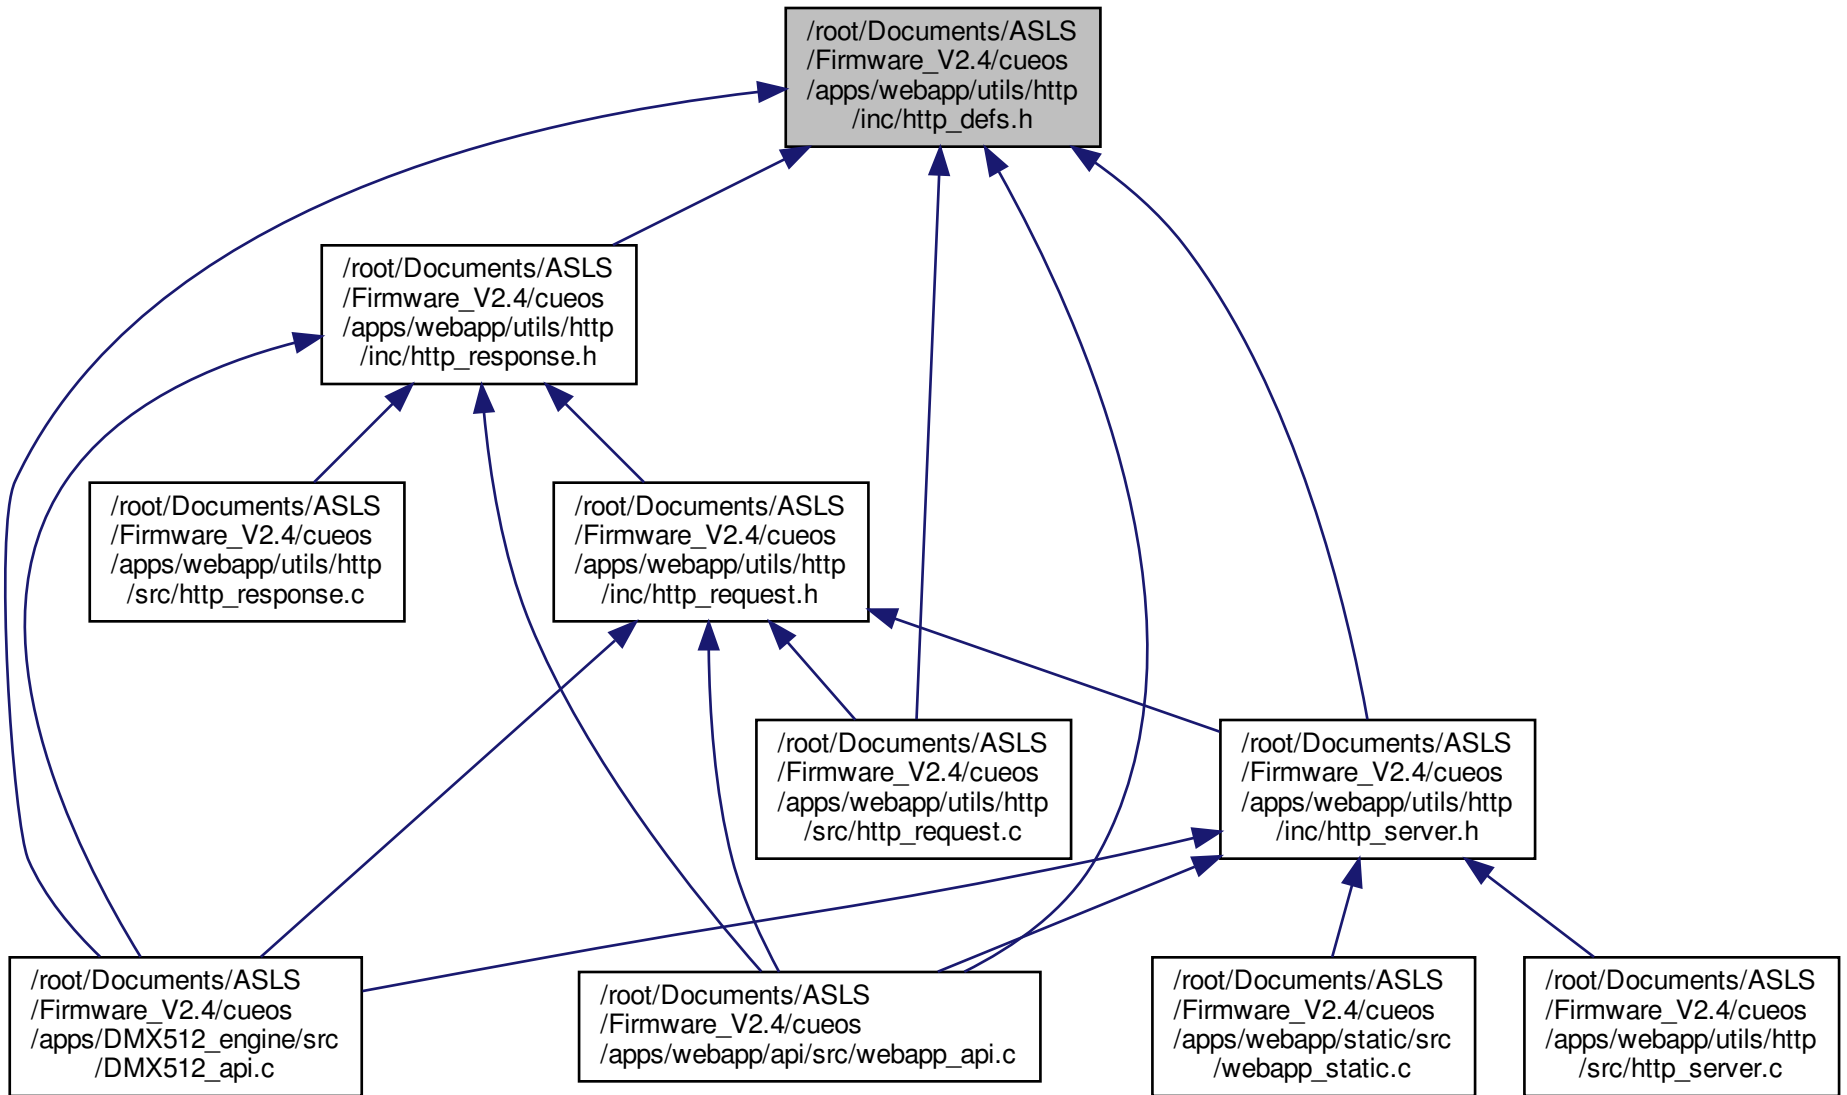 /root/Documents/ASLS
/Firmware_V2.4/cueos
/apps/webapp/utils/http
/inc/http_defs.h
/root/Documents/ASLS
/Firmware_V2.4/cueos
/apps/webapp/utils/http
/inc/http_response.h
/root/Documents/ASLS
/Firmware_V2.4/cueos
/apps/webapp/utils/http
/src/http_response.c
/root/Documents/ASLS
/Firmware_V2.4/cueos
/apps/webapp/utils/http
/inc/http_request.h
/root/Documents/ASLS
/Firmware_V2.4/cueos
/apps/webapp/utils/http
/src/http_request.c
/root/Documents/ASLS
/Firmware_V2.4/cueos
/apps/webapp/utils/http
/inc/http_server.h
/root/Documents/ASLS
/Firmware_V2.4/cueos
/apps/DMX512_engine/src
/DMX512_api.c
/root/Documents/ASLS
/Firmware_V2.4/cueos
/apps/webapp/api/src/webapp_api.c
/root/Documents/ASLS
/Firmware_V2.4/cueos
/apps/webapp/static/src
/webapp_static.c
/root/Documents/ASLS
/Firmware_V2.4/cueos
/apps/webapp/utils/http
/src/http_server.c